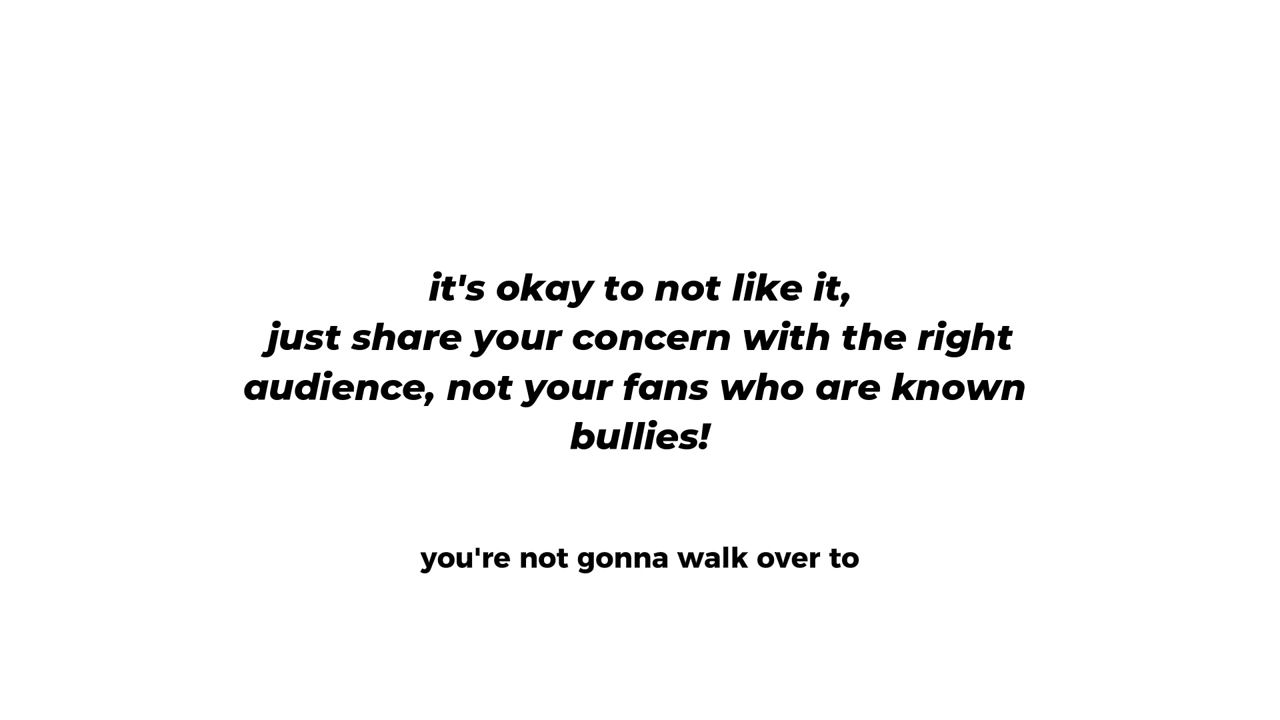 it's okay to not like it,
just share your concern with the right
audience, not your fans who are known
bullies!
you're not gonna walk over to